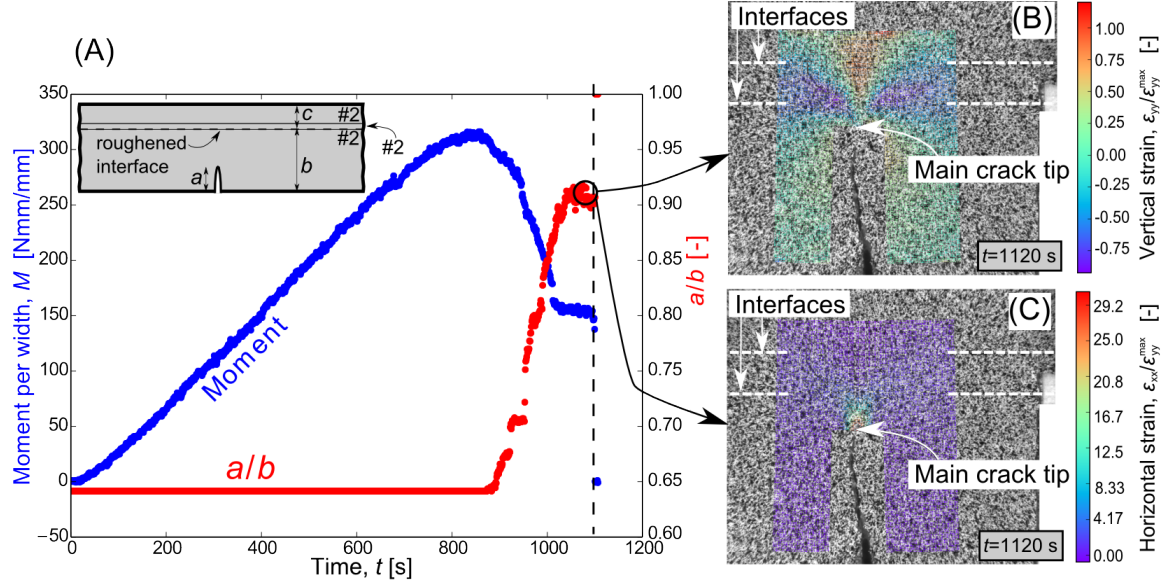 (A)
350
300
250
200
150
100
50
0
−50
Moment per width, M [Nmm/mm]
0
200
400
600
800
1000
1200
Time, t [s]
1.00
0.95
0.90
0.85
0.80
0.75
0.70
0.65
0.60
a/b [-]
c
#2
#2
#2
roughened
interface
b
a
Moment
a/b
Interfaces
(B)
Main crack tip
t=1120 s
1.00
0.75
0.50
0.25
0.00
-0.25
-0.50
-0.75
Vertical strain, εyy/εyy^max [-]
Interfaces
(C)
Main crack tip
t=1120 s
29.2
25.0
20.8
16.7
12.5
8.33
4.17
0.00
Horizontal strain, εxx/εyy^max [-]